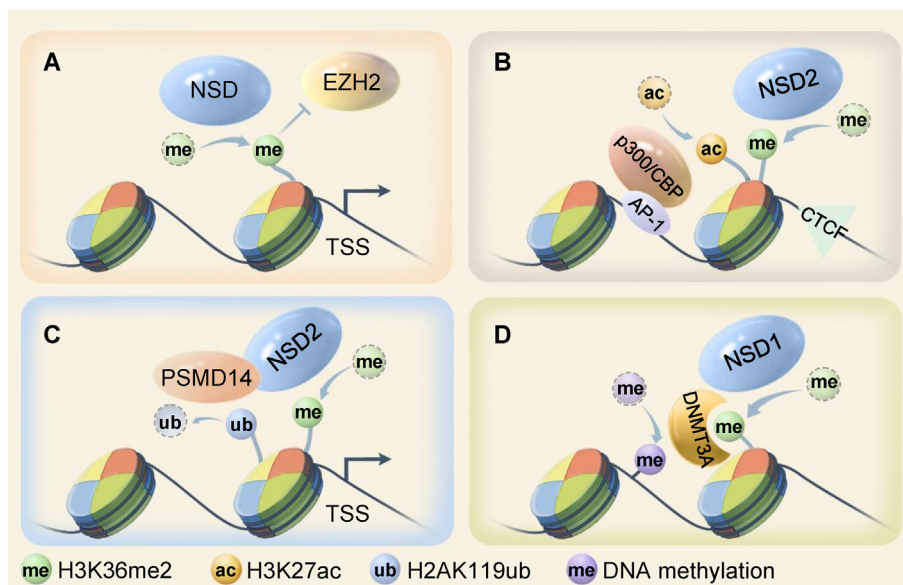 A
NSD
EZH2
me
me
TSS
B
ac
NSD2
me
ac
me
p300/CBP
AP-1
CTCF
C
NSD2
PSMD14
me
ub
ub
me
TSS
D
NSD1
me
me
DNMT3A
me
me
me H3K36me2
ac H3K27ac
ub H2AK119ub
me DNA methylation